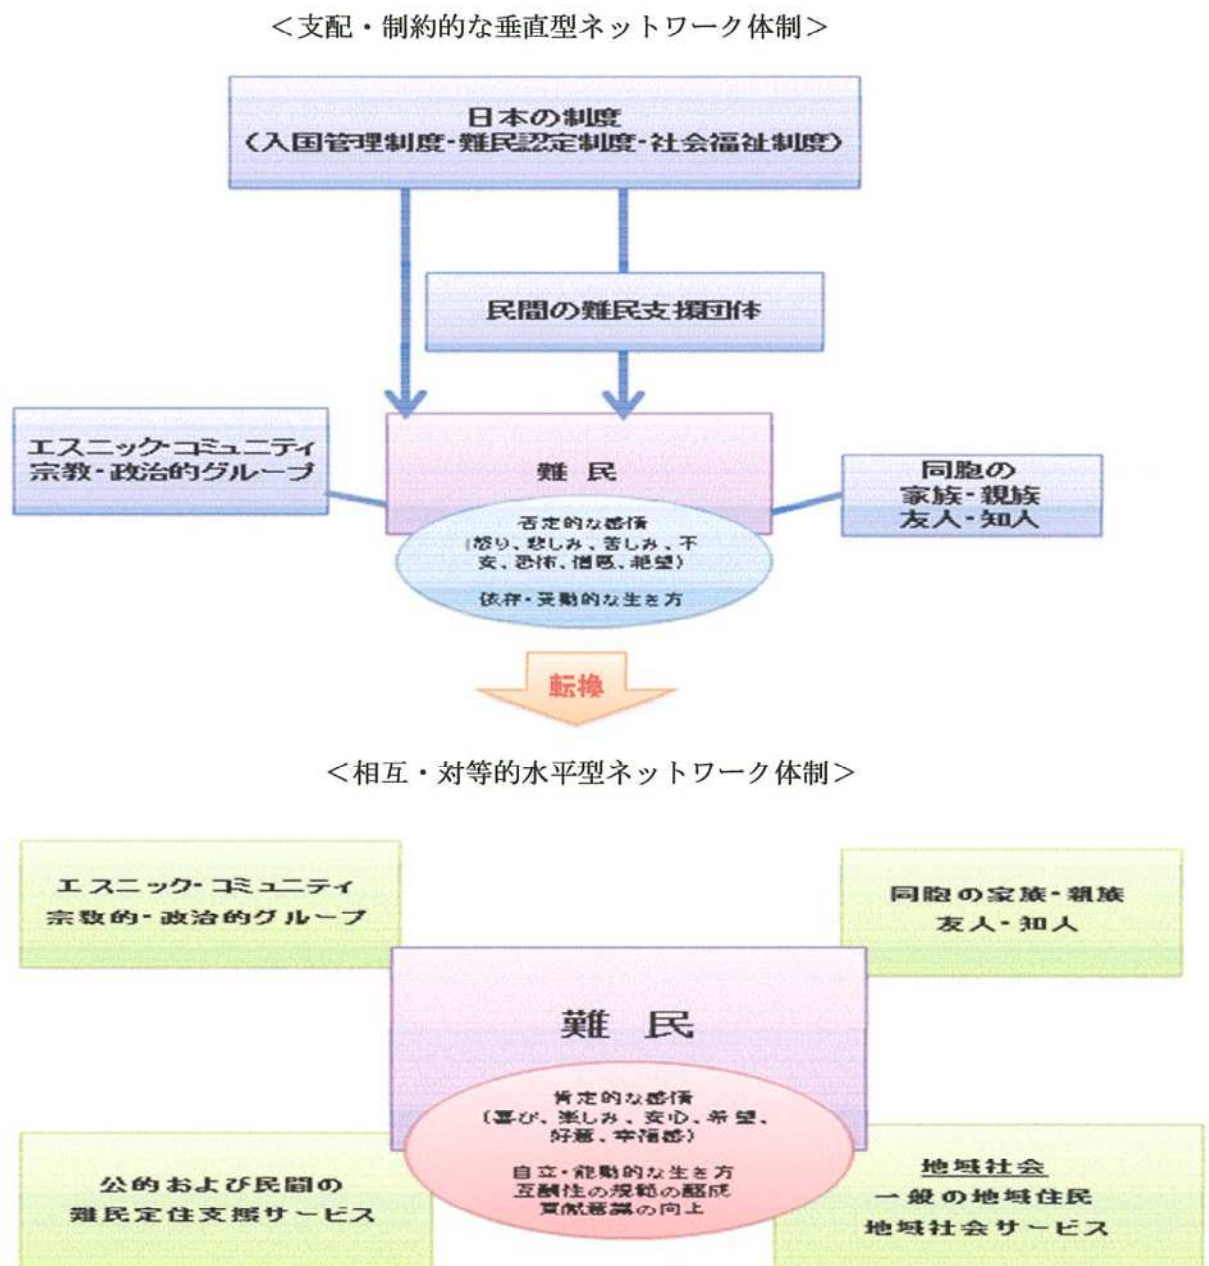 ＜支配・制約的な垂直型ネットワーク体制＞
日本の制度
（入国管理制度・難民認定制度・社会福祉制度）
民間の難民支援団体
エスニック・コミュニティ
宗教・政治的グループ
難 民
同胞の
家族・親族
友人・知人
否定的な感情
（怒り、悲しみ、苦しみ、不
安、恐怖、憎悪、絶望）
依存・受動的な生き方
転換
＜相互・対等的水平型ネットワーク体制＞
エスニック・コミュニティ
宗教的・政治的グループ
同胞の家族・親族
友人・知人
難 民
肯定的な感情
（喜び、楽しみ、安心、希望、
好意、幸福感）
自立・能動的な生き方
互酬性の規範の醸成
貢献意識の向上
公的および民間の
難民定住支援サービス
地域社会
一般の地域住民
地域社会サービス